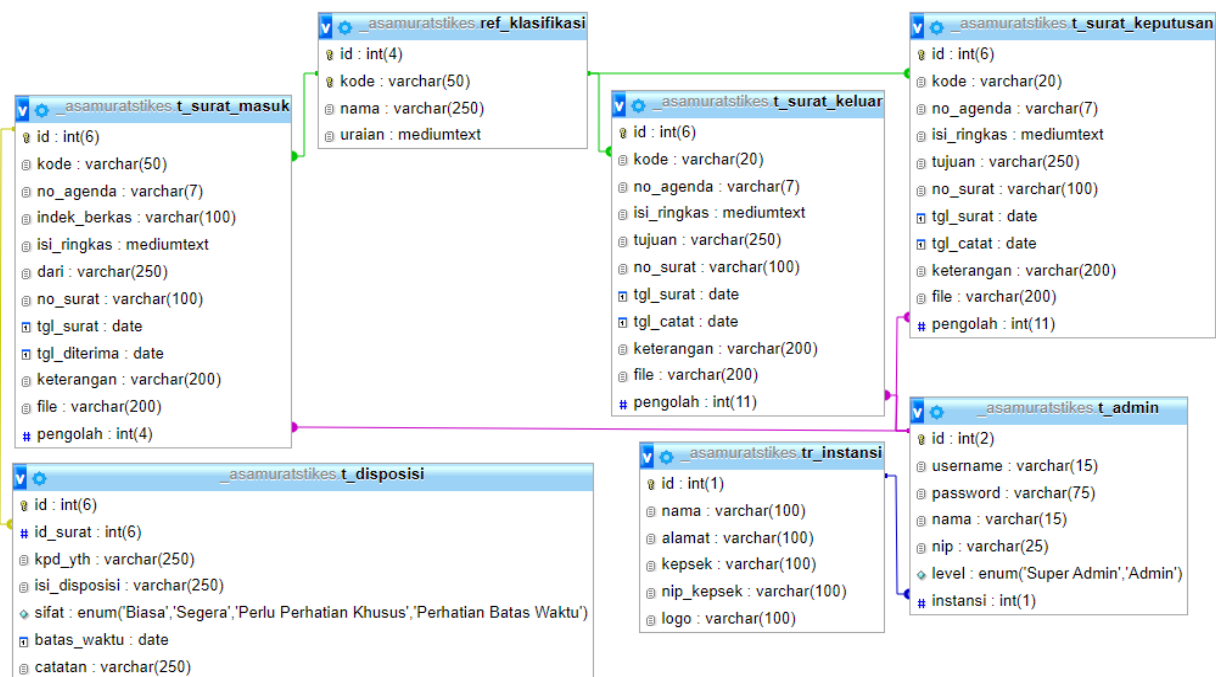 _asamuratstikes.ref_klasifikasi
id : int(4)
kode : varchar(50)
nama : varchar(250)
uraian : mediumtext
_asamuratstikes.t_surat_keputusan
id : int(6)
kode : varchar(20)
no_agenda : varchar(7)
isi_ringkas : mediumtext
tujuan : varchar(250)
no_surat : varchar(100)
tgl_surat : date
tgl_catat : date
keterangan : varchar(200)
file : varchar(200)
# pengolah : int(11)
_asamuratstikes.t_surat_masuk
id : int(6)
kode : varchar(50)
no_agenda : varchar(7)
indek_berkas : varchar(100)
isi_ringkas : mediumtext
dari : varchar(250)
no_surat : varchar(100)
tgl_surat : date
tgl_diterima : date
keterangan : varchar(200)
file : varchar(200)
# pengolah : int(4)
_asamuratstikes.t_surat_keluar
id : int(6)
kode : varchar(20)
no_agenda : varchar(7)
isi_ringkas : mediumtext
tujuan : varchar(250)
no_surat : varchar(100)
tgl_surat : date
tgl_catat : date
keterangan : varchar(200)
file : varchar(200)
# pengolah : int(11)
_asamuratstikes.t_admin
id : int(2)
username : varchar(15)
password : varchar(75)
nama : varchar(15)
nip : varchar(25)
level : enum('Super Admin','Admin')
# instansi : int(1)
_asamuratstikes.tr_instansi
id : int(1)
nama : varchar(100)
alamat : varchar(100)
kepsek : varchar(100)
nip_kepsek : varchar(100)
logo : varchar(100)
_asamuratstikes.t_disposisi
id : int(6)
# id_surat : int(6)
kpd_yth : varchar(250)
isi_disposisi : varchar(250)
sifat : enum('Biasa','Segera','Perlu Perhatian Khusus','Perhatian Batas Waktu')
batas_waktu : date
catatan : varchar(250)